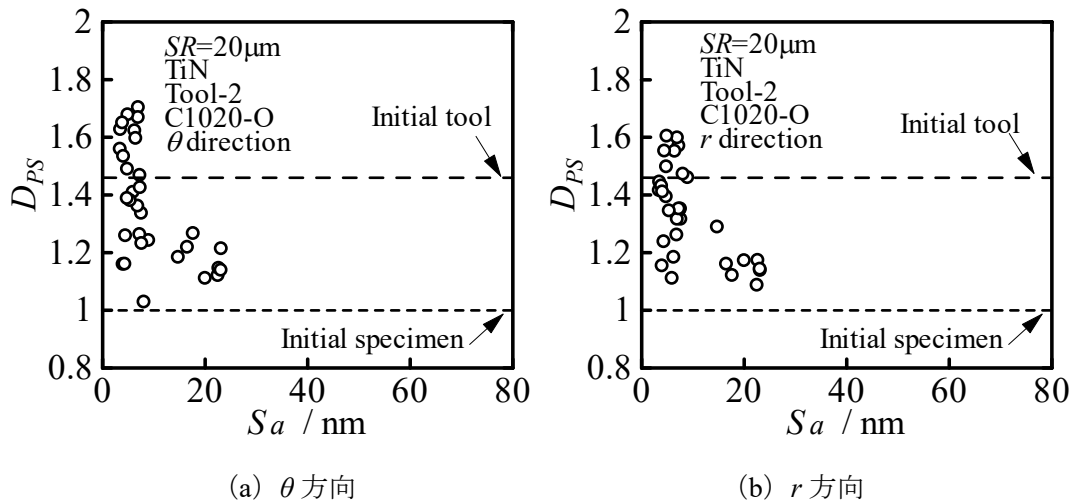 2
1.8
1.6
1.4
1.2
1
0.8
D_PS
SR=20μm
TiN
Tool-2
C1020-O
θ direction
Initial tool
Initial specimen
0 20 40 60 80
Sa / nm
(a) θ 方向
2
1.8
1.6
1.4
1.2
1
0.8
D_PS
SR=20μm
TiN
Tool-2
C1020-O
r direction
Initial tool
Initial specimen
0 20 40 60 80
Sa / nm
(b) r 方向